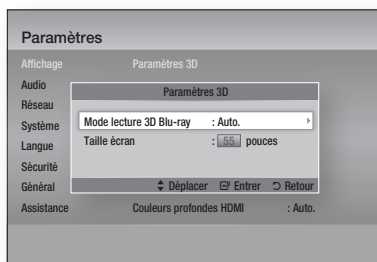 Paramètres
Affichage Paramètres 3D
Audio
Réseau
Système
Langue
Sécurité
Général
Assistance
Paramètres 3D
Mode lecture 3D Blu-ray : Auto.
Taille écran : 55 pouces
Déplacer Entrer Retour
Couleurs profondes HDMI : Auto.